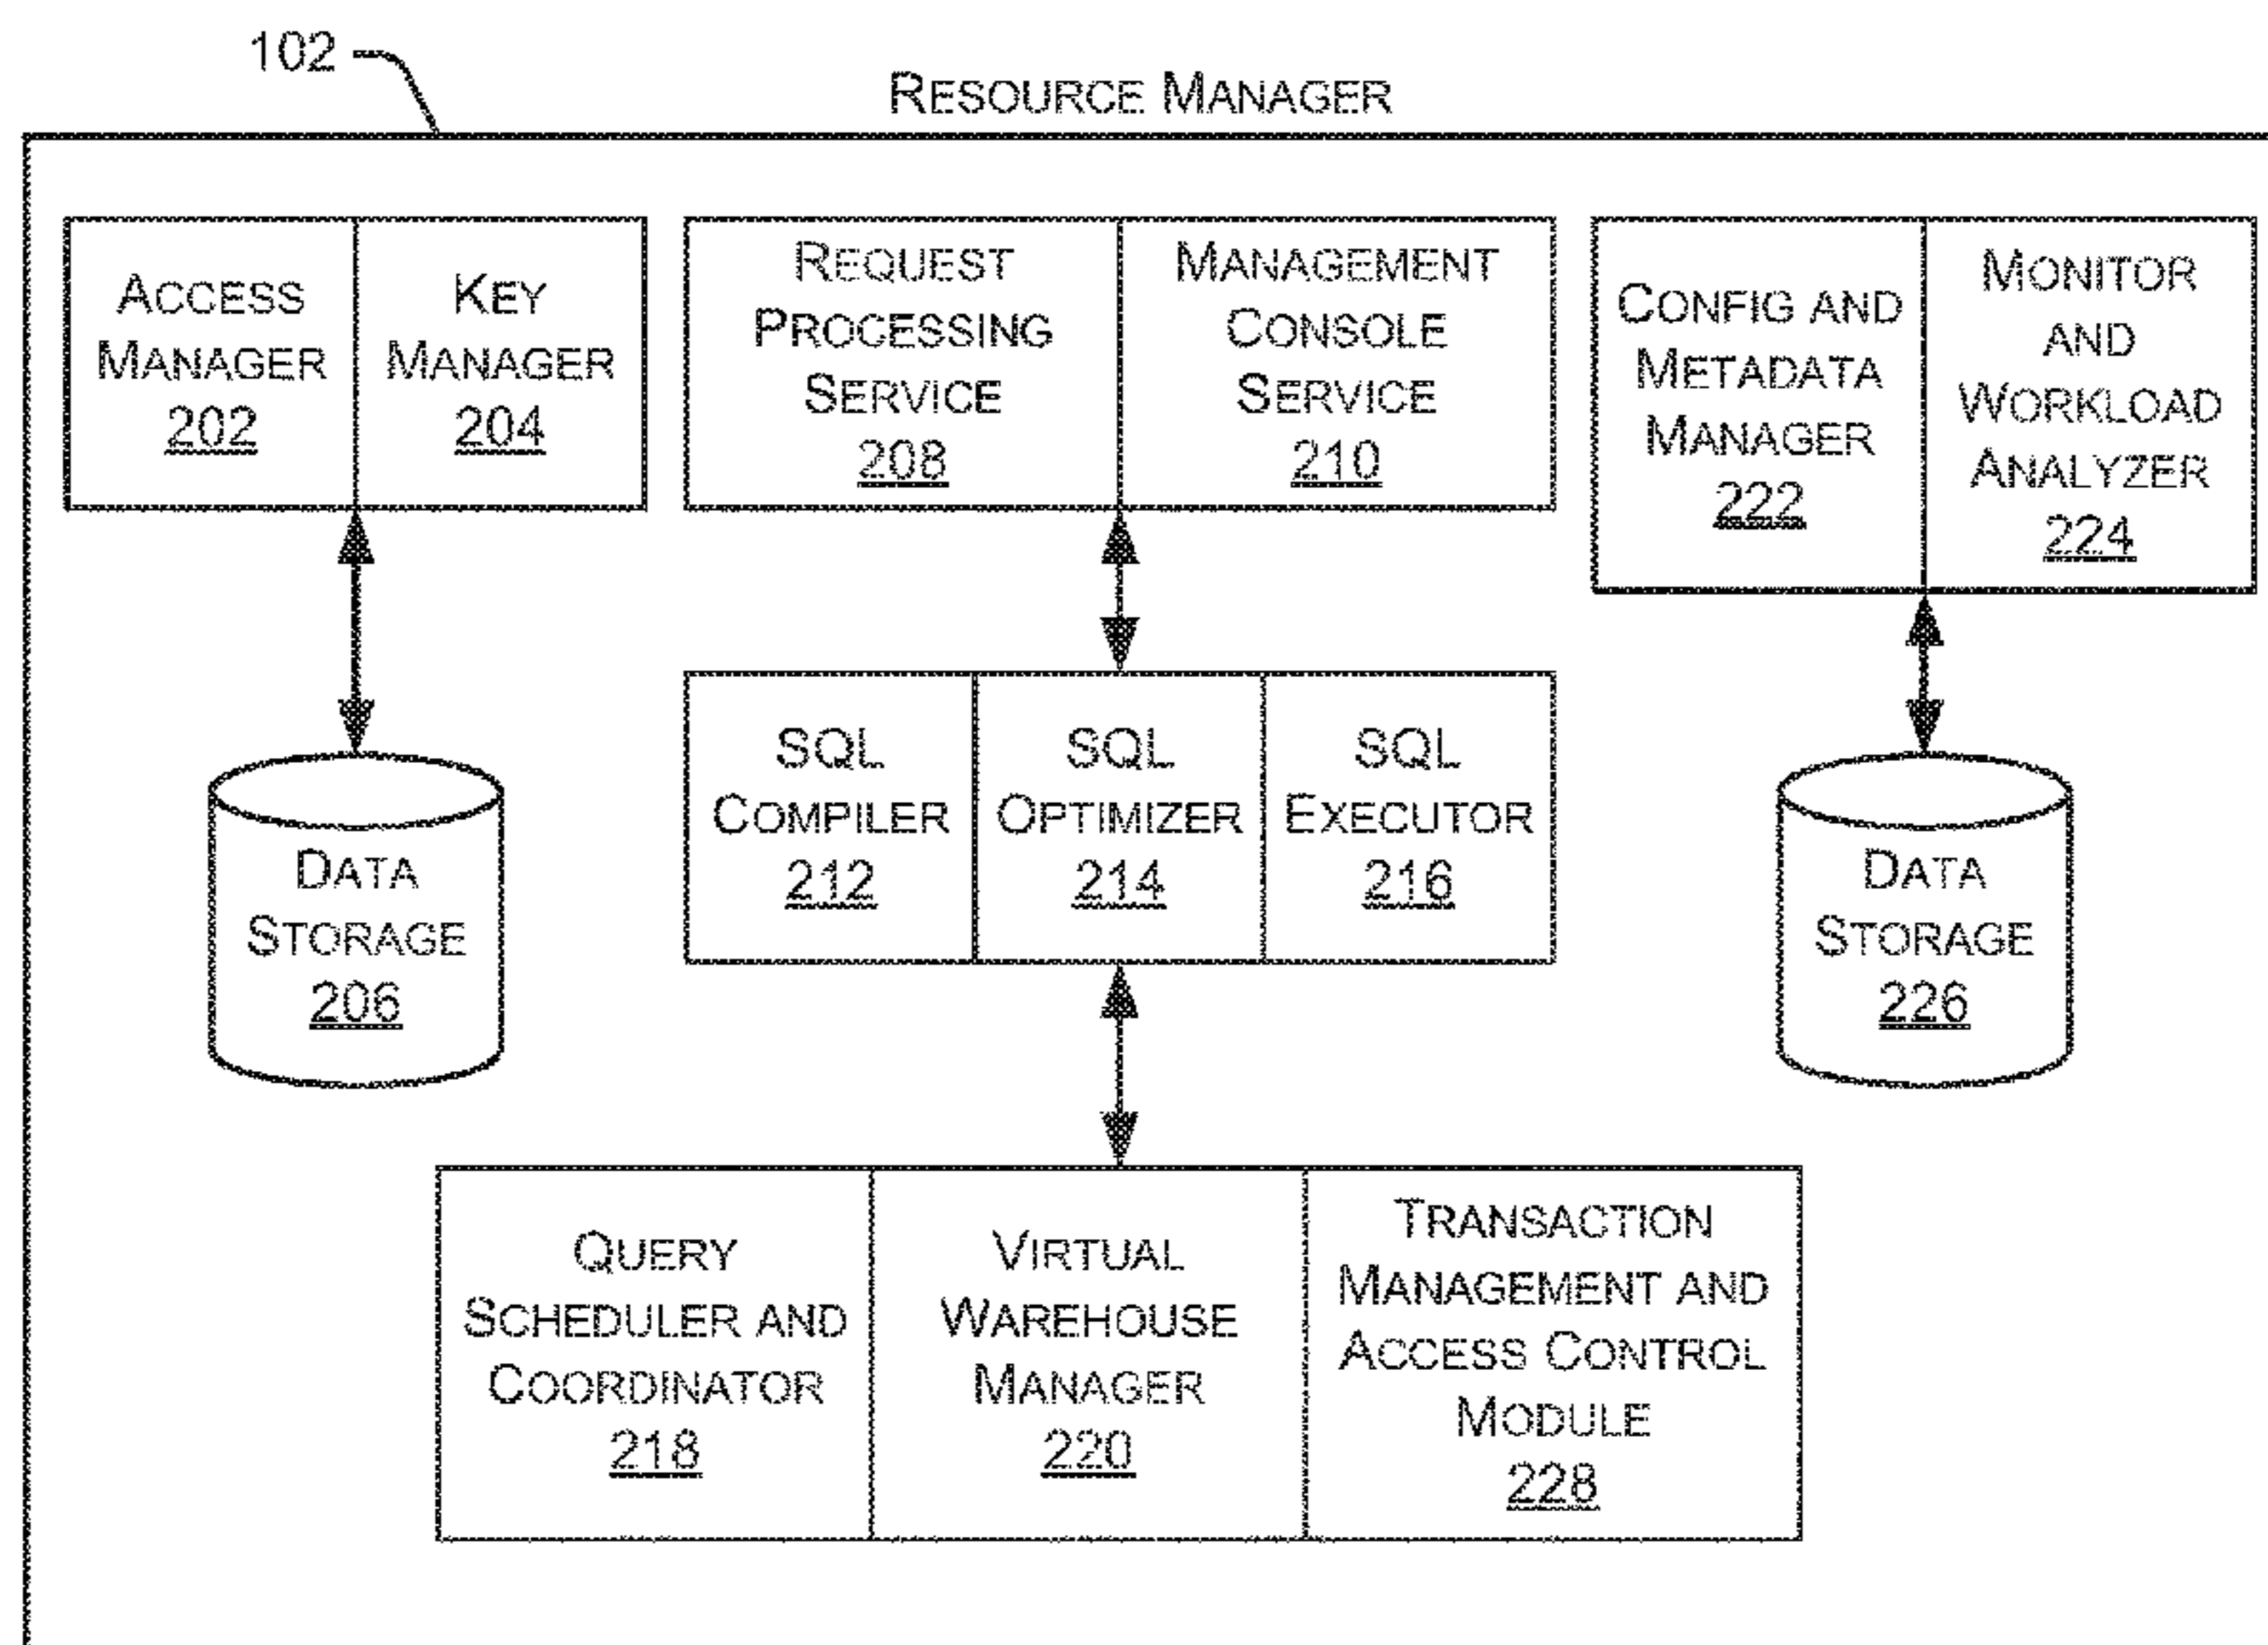 102
RESOURCE MANAGER
ACCESS
MANAGER
202
KEY
MANAGER
204
REQUEST
PROCESSING
SERVICE
208
MANAGEMENT
CONSOLE
SERVICE
210
CONFIG AND
METADATA
MANAGER
222
MONITOR
AND
WORKLOAD
ANALYZER
224
SQL
COMPILER
212
SQL
OPTIMIZER
214
SQL
EXECUTOR
216
DATA
STORAGE
206
DATA
STORAGE
226
QUERY
SCHEDULER AND
COORDINATOR
218
VIRTUAL
WAREHOUSE
MANAGER
220
TRANSACTION
MANAGEMENT AND
ACCESS CONTROL
MODULE
228